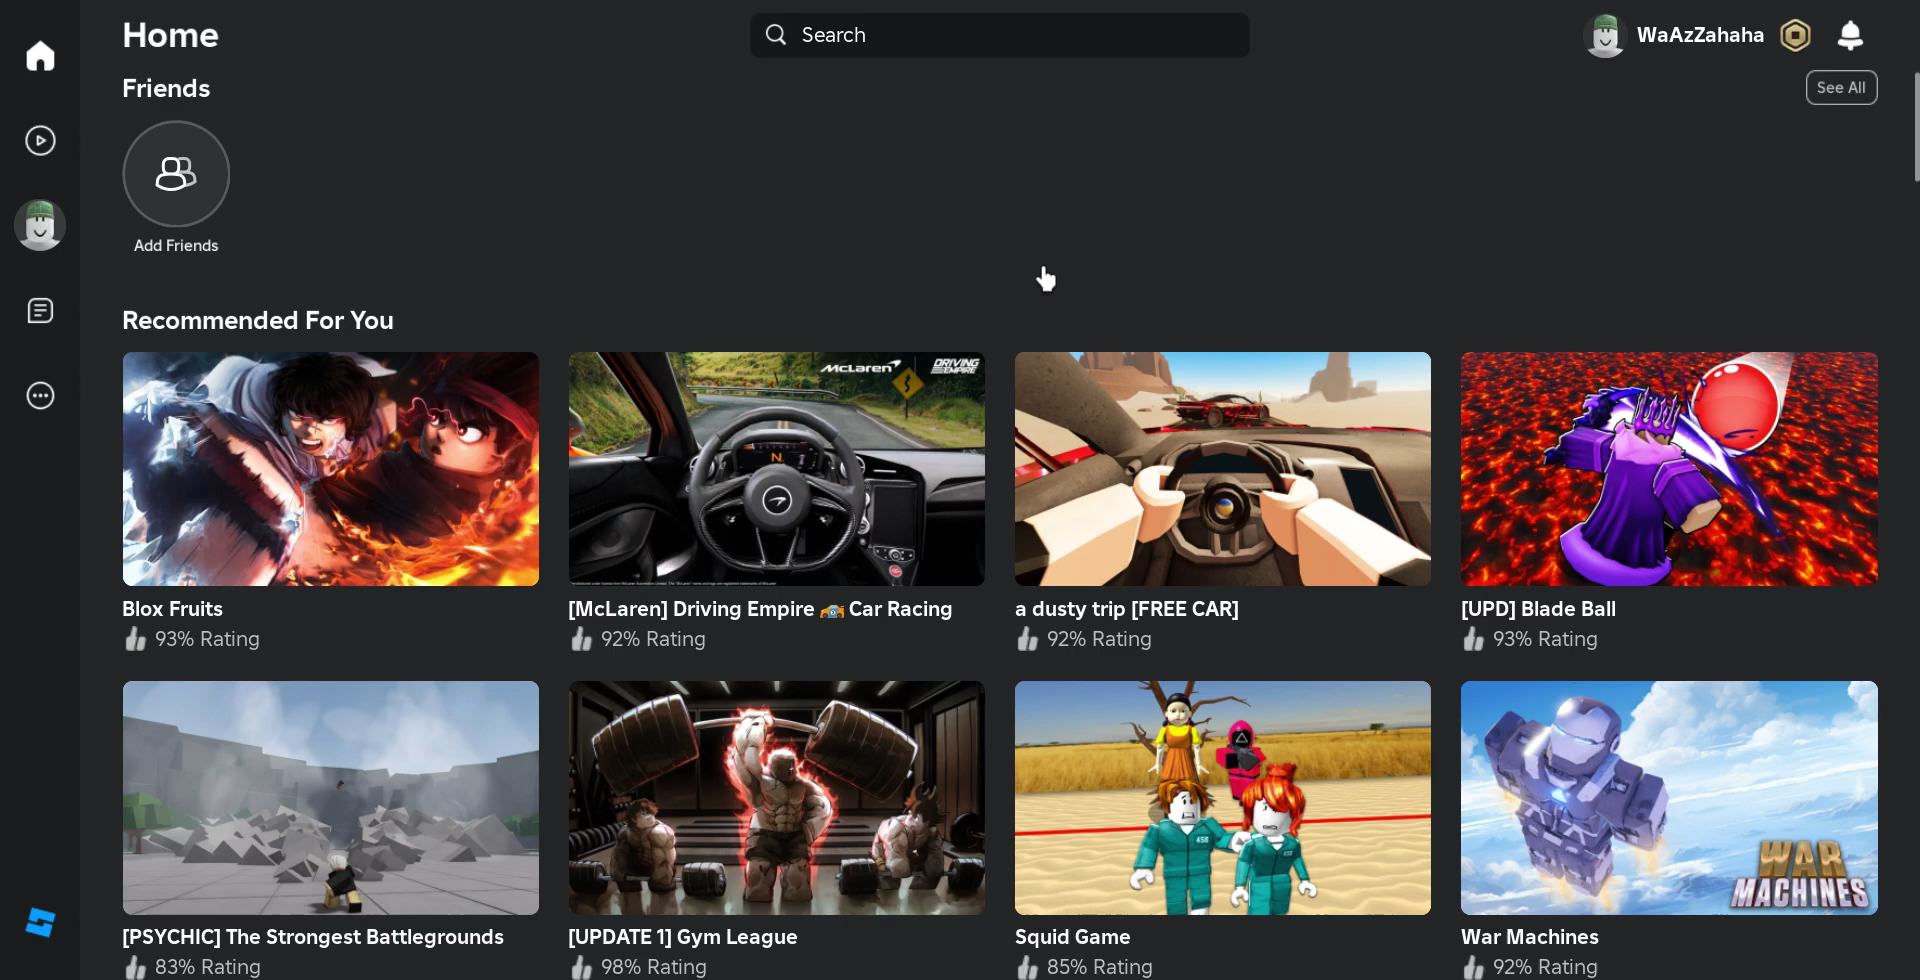 Home
Search
WaAzZahaha
Friends
See All
Add Friends
Recommended For You
McLaren
DRIVING EMPIRE
N
Blox Fruits
93% Rating
[McLaren] Driving Empire 🏎️ Car Racing
92% Rating
a dusty trip [FREE CAR]
92% Rating
[UPD] Blade Ball
93% Rating
456
456
WAR
MACHINES
[PSYCHIC] The Strongest Battlegrounds
83% Rating
[UPDATE 1] Gym League
98% Rating
Squid Game
85% Rating
War Machines
92% Rating